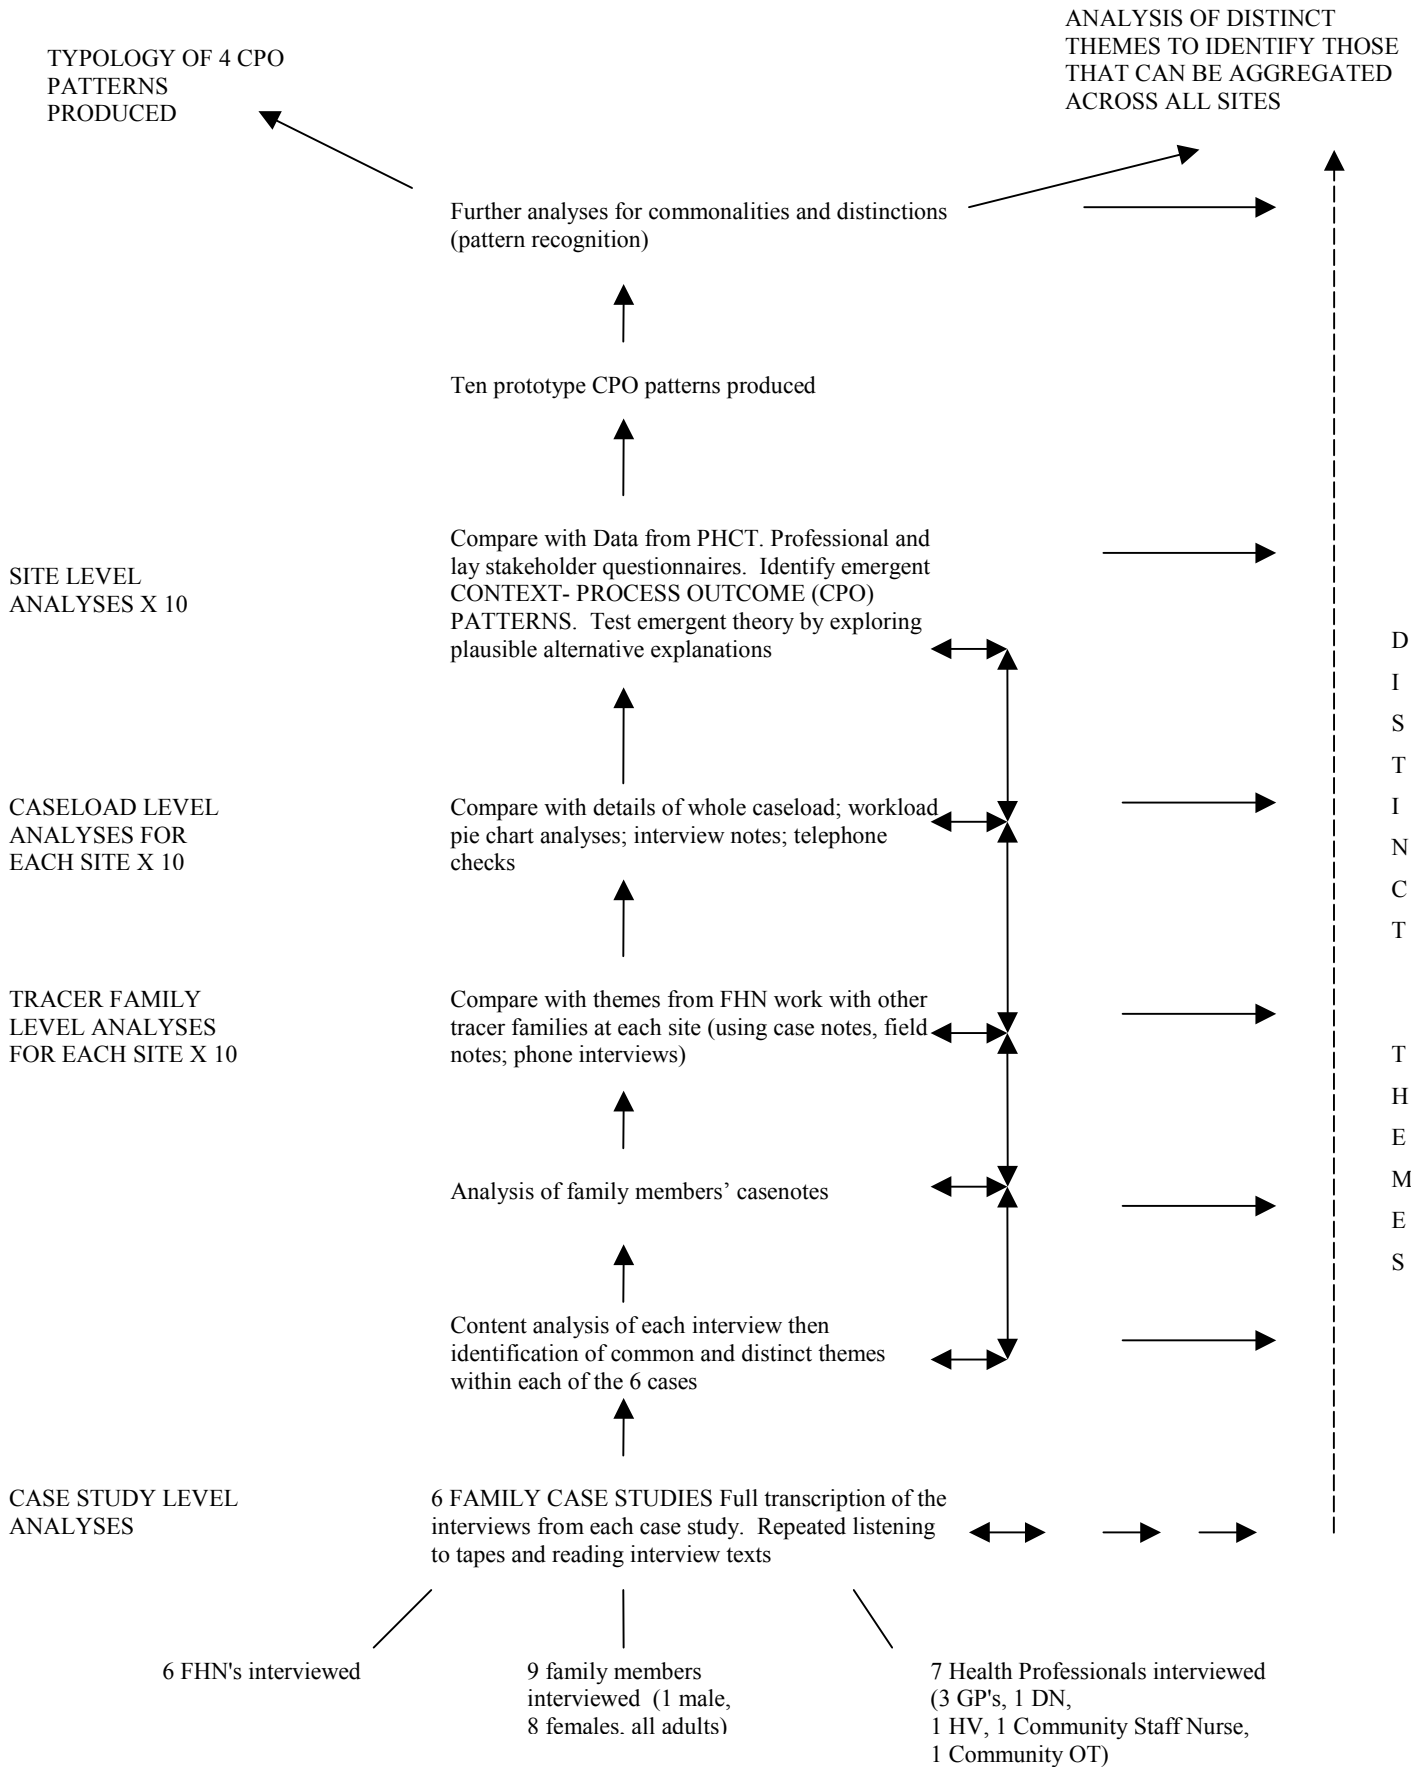 TYPOLOGY OF 4 CPO
PATTERNS
PRODUCED
ANALYSIS OF DISTINCT
THEMES TO IDENTIFY THOSE
THAT CAN BE AGGREGATED
ACROSS ALL SITES
Further analyses for commonalities and distinctions
(pattern recognition)
Ten prototype CPO patterns produced
SITE LEVEL
ANALYSES X 10
Compare with Data from PHCT. Professional and
lay stakeholder questionnaires.  Identify emergent
CONTEXT- PROCESS OUTCOME (CPO)
PATTERNS.  Test emergent theory by exploring
plausible alternative explanations
CASELOAD LEVEL
ANALYSES FOR
EACH SITE X 10
Compare with details of whole caseload; workload
pie chart analyses; interview notes; telephone
checks
TRACER FAMILY
LEVEL ANALYSES
FOR EACH SITE X 10
Compare with themes from FHN work with other
tracer families at each site (using case notes, field
notes; phone interviews)
Analysis of family members’ casenotes
Content analysis of each interview then
identification of common and distinct themes
within each of the 6 cases
CASE STUDY LEVEL
ANALYSES
6 FAMILY CASE STUDIES Full transcription of the
interviews from each case study.  Repeated listening
to tapes and reading interview texts
6 FHN's interviewed
9 family members
interviewed  (1 male,
8 females, all adults)
7 Health Professionals interviewed
(3 GP's, 1 DN,
1 HV, 1 Community Staff Nurse,
1 Community OT)
D
I
S
T
I
N
C
T
T
H
E
M
E
S